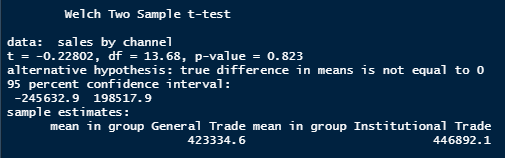 Welch Two Sample t-test
data:  sales by channel
t = -0.22802, df = 13.68, p-value = 0.823
alternative hypothesis: true difference in means is not equal to 0
95 percent confidence interval:
 -245632.9  198517.9
sample estimates:
      mean in group General Trade mean in group Institutional Trade
                         423334.6                          446892.1